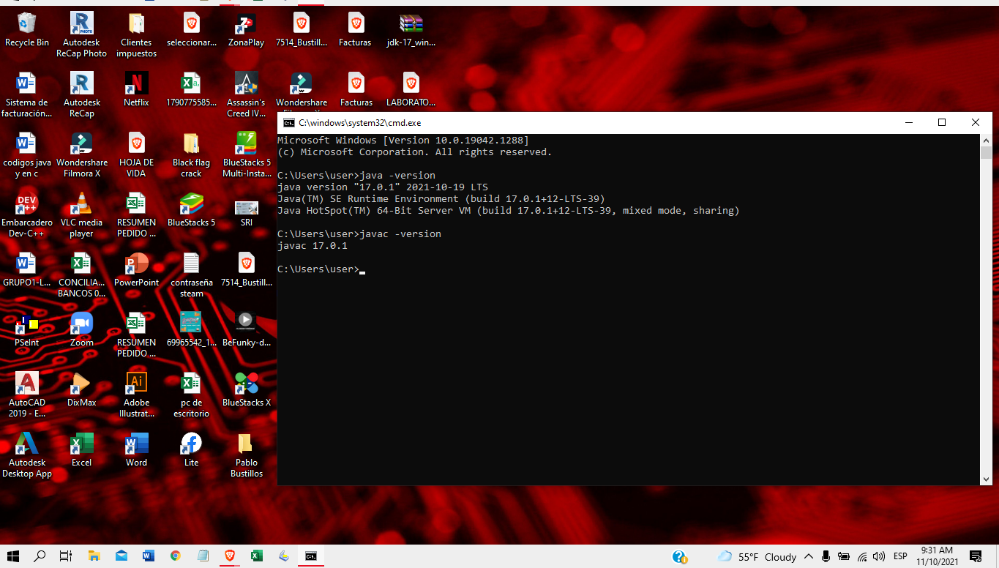 Recycle Bin
Autodesk
ReCap Photo
Clientes
impuestos
seleccionar...
ZonaPlay
7514_Bustill...
Facturas
jdk-17_win...
Sistema de
facturación...
Autodesk
ReCap
Netflix
1790775585...
Assassin's
Creed IV...
Wondershare
Facturas
LABORATO...
codigos java
y en c
Wondershare
Filmora X
HOJA DE
VIDA
Black flag
crack
BlueStacks 5
Multi-Insta...
Embarcadero
Dev-C++
VLC media
player
RESUMEN
PEDIDO ...
BlueStacks 5
SRI
GRUPO1-L...
CONCILIA...
BANCOS 0...
PowerPoint
contraseña
steam
7514_Bustill...
PSeInt
Zoom
RESUMEN
PEDIDO ...
69965542_1...
BeFunky-d...
AutoCAD
2019 - E...
DixMax
Adobe
Illustrat...
pc de
escritorio
BlueStacks X
Autodesk
Desktop App
Excel
Word
Lite
Pablo
Bustillos
C:\windows\system32\cmd.exe
Microsoft Windows [Version 10.0.19042.1288]
(c) Microsoft Corporation. All rights reserved.
C:\Users\user>java -version
java version "17.0.1" 2021-10-19 LTS
Java(TM) SE Runtime Environment (build 17.0.1+12-LTS-39)
Java HotSpot(TM) 64-Bit Server VM (build 17.0.1+12-LTS-39, mixed mode, sharing)
C:\Users\user>javac -version
javac 17.0.1
C:\Users\user>
55°F Cloudy
ESP
9:31 AM
11/10/2021